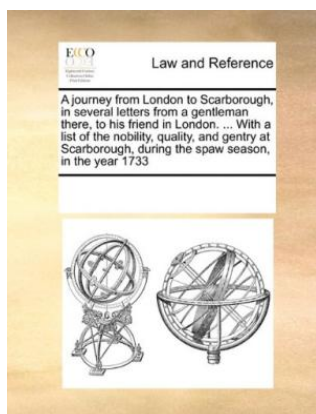 ECCO
Law and Reference
A journey from London to Scarborough,
in several letters from a gentleman
there, to his friend in London. ... With a
list of the nobility, quality, and gentry at
Scarborough, during the spaw season,
in the year 1733